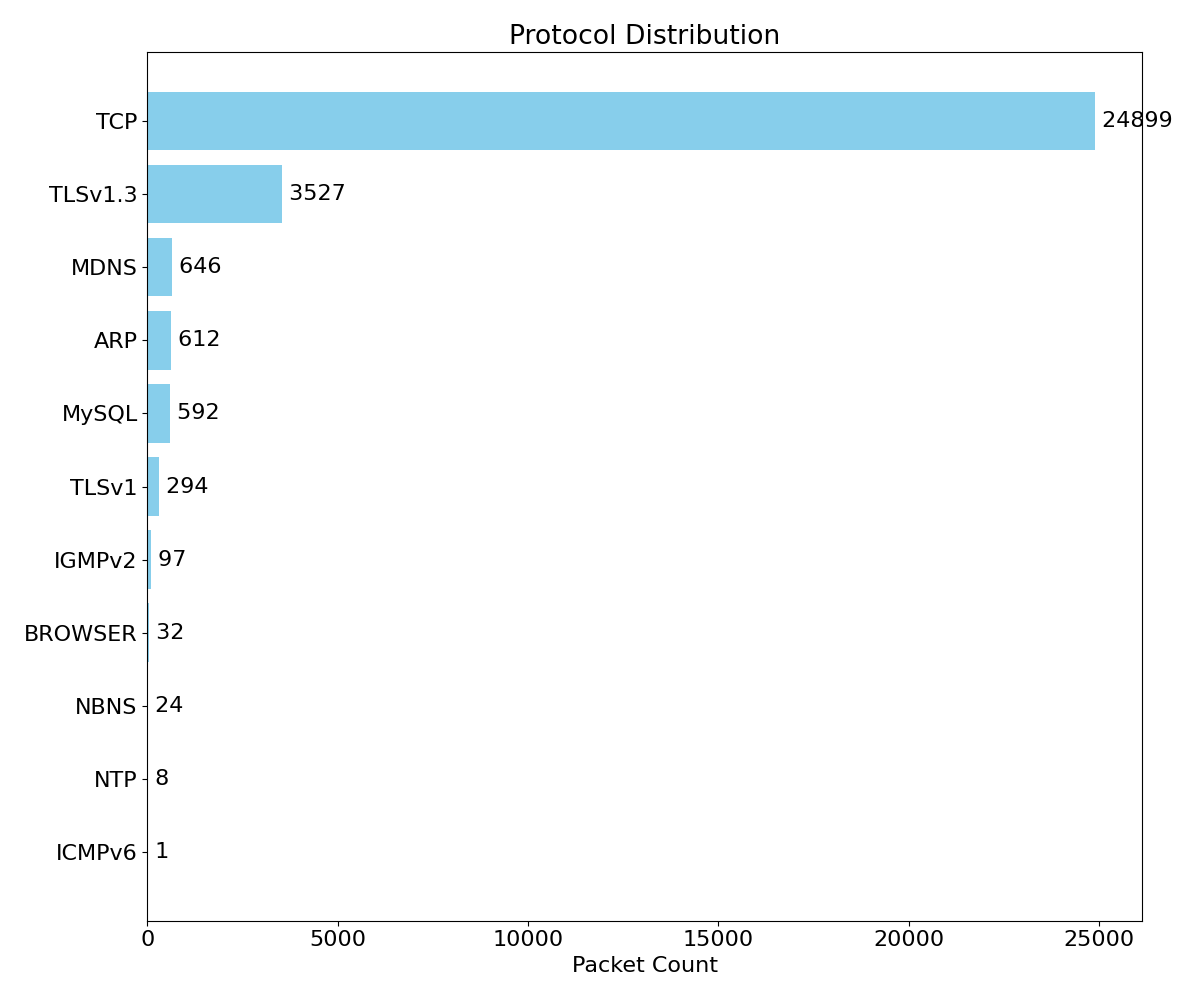 Protocol Distribution
TCP 24899
TLSv1.3 3527
MDNS 646
ARP 612
MySQL 592
TLSv1 294
IGMPv2 97
BROWSER 32
NBNS 24
NTP 8
ICMPv6 1
0 5000 10000 15000 20000 25000
Packet Count